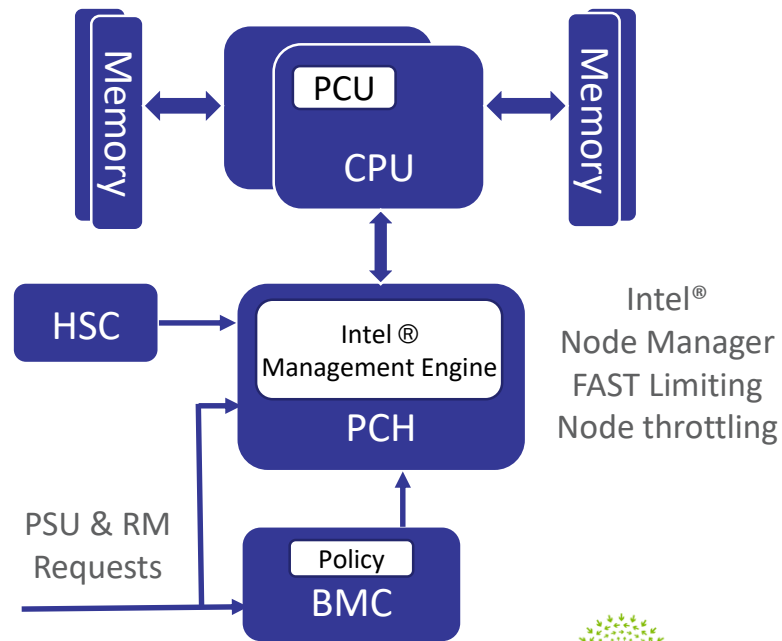 Memory
PCU
CPU
Memory
HSC
Intel ®
Management Engine
PCH
Intel®
Node Manager
FAST Limiting
Node throttling
PSU & RM
Requests
Policy
BMC